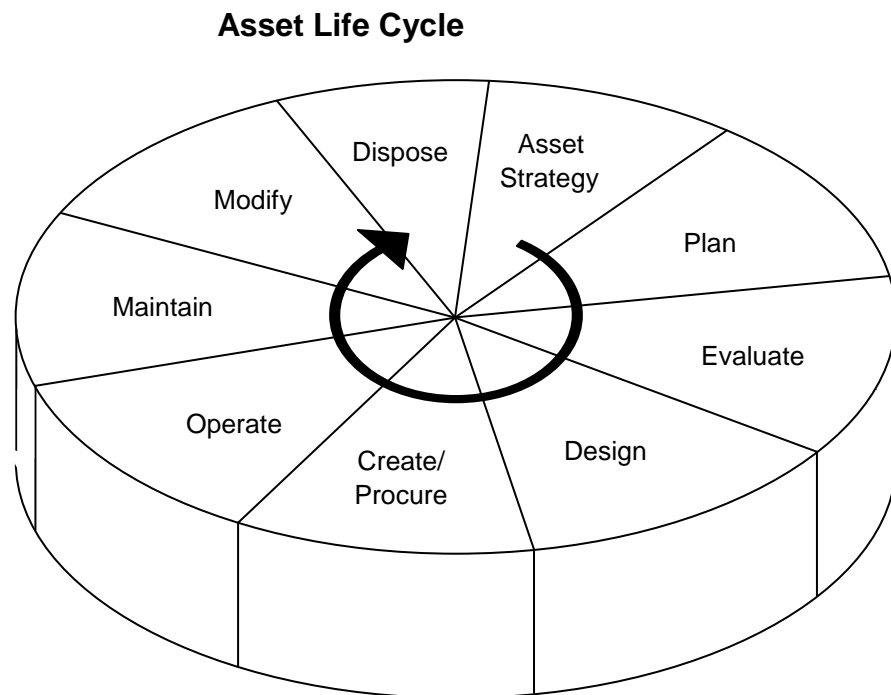 Asset Life Cycle
Dispose
Asset
Strategy
Modify
Plan
Maintain
Evaluate
Operate
Create/
Procure
Design